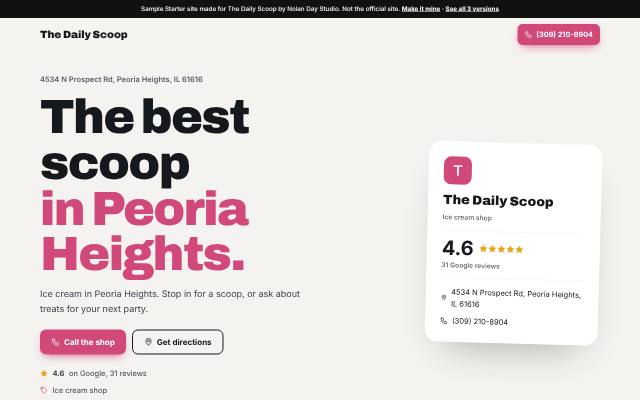 Sample Starter site made for The Daily Scoop by Nolan Day Studio. Not the official site. Make it mine · See all 3 versions
The Daily Scoop
(309) 210-8904
4534 N Prospect Rd, Peoria Heights, IL 61616
The best
scoop
in Peoria
Heights.
Ice cream in Peoria Heights. Stop in for a scoop, or ask about
treats for your next party.
Call the shop
Get directions
4.6 on Google, 31 reviews
Ice cream shop
T
The Daily Scoop
Ice cream shop
4.6 ★★★★★
31 Google reviews
4534 N Prospect Rd, Peoria Heights,
IL 61616
(309) 210-8904